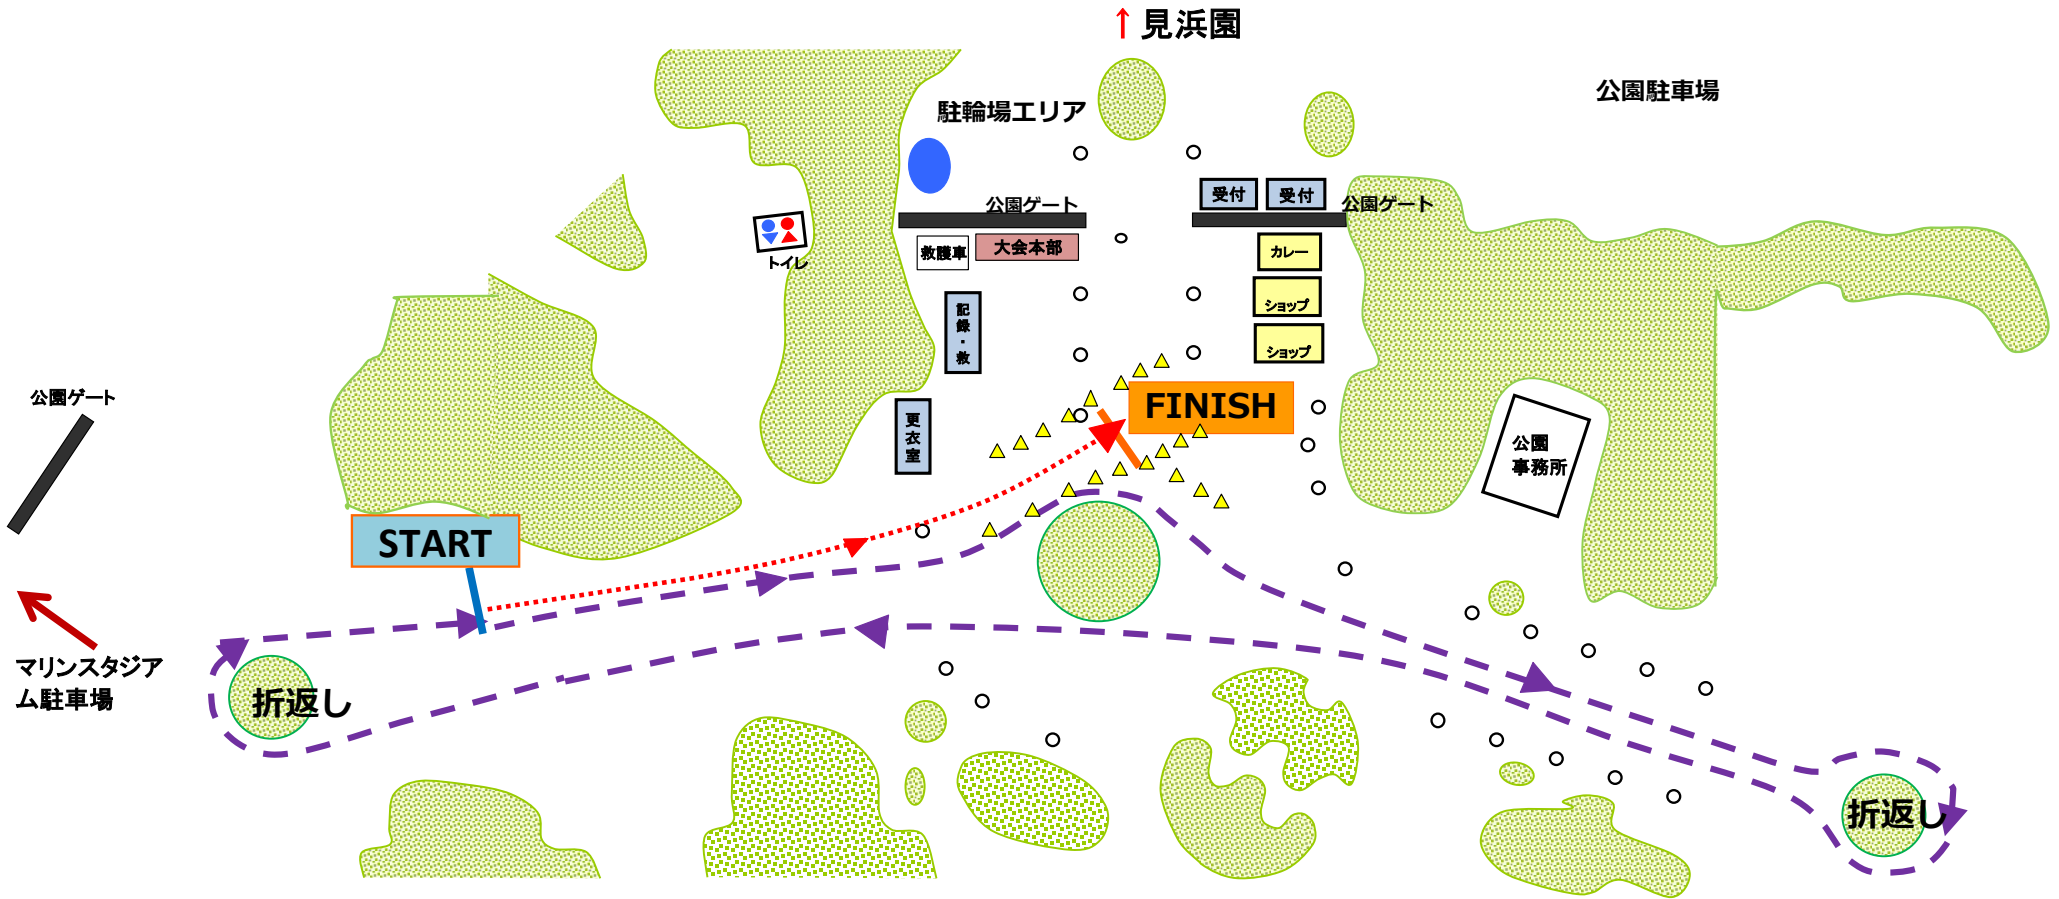 ↑ 見浜園
公園駐車場
駐輪場エリア
受付
受付
公園ゲート
公園ゲート
救護車
大会本部
カレー
トイレ
ショップ
記録・救
ショップ
公園ゲート
FINISH
更衣室
公園
事務所
START
マリンスタジア
ム駐車場
折返し
折返し